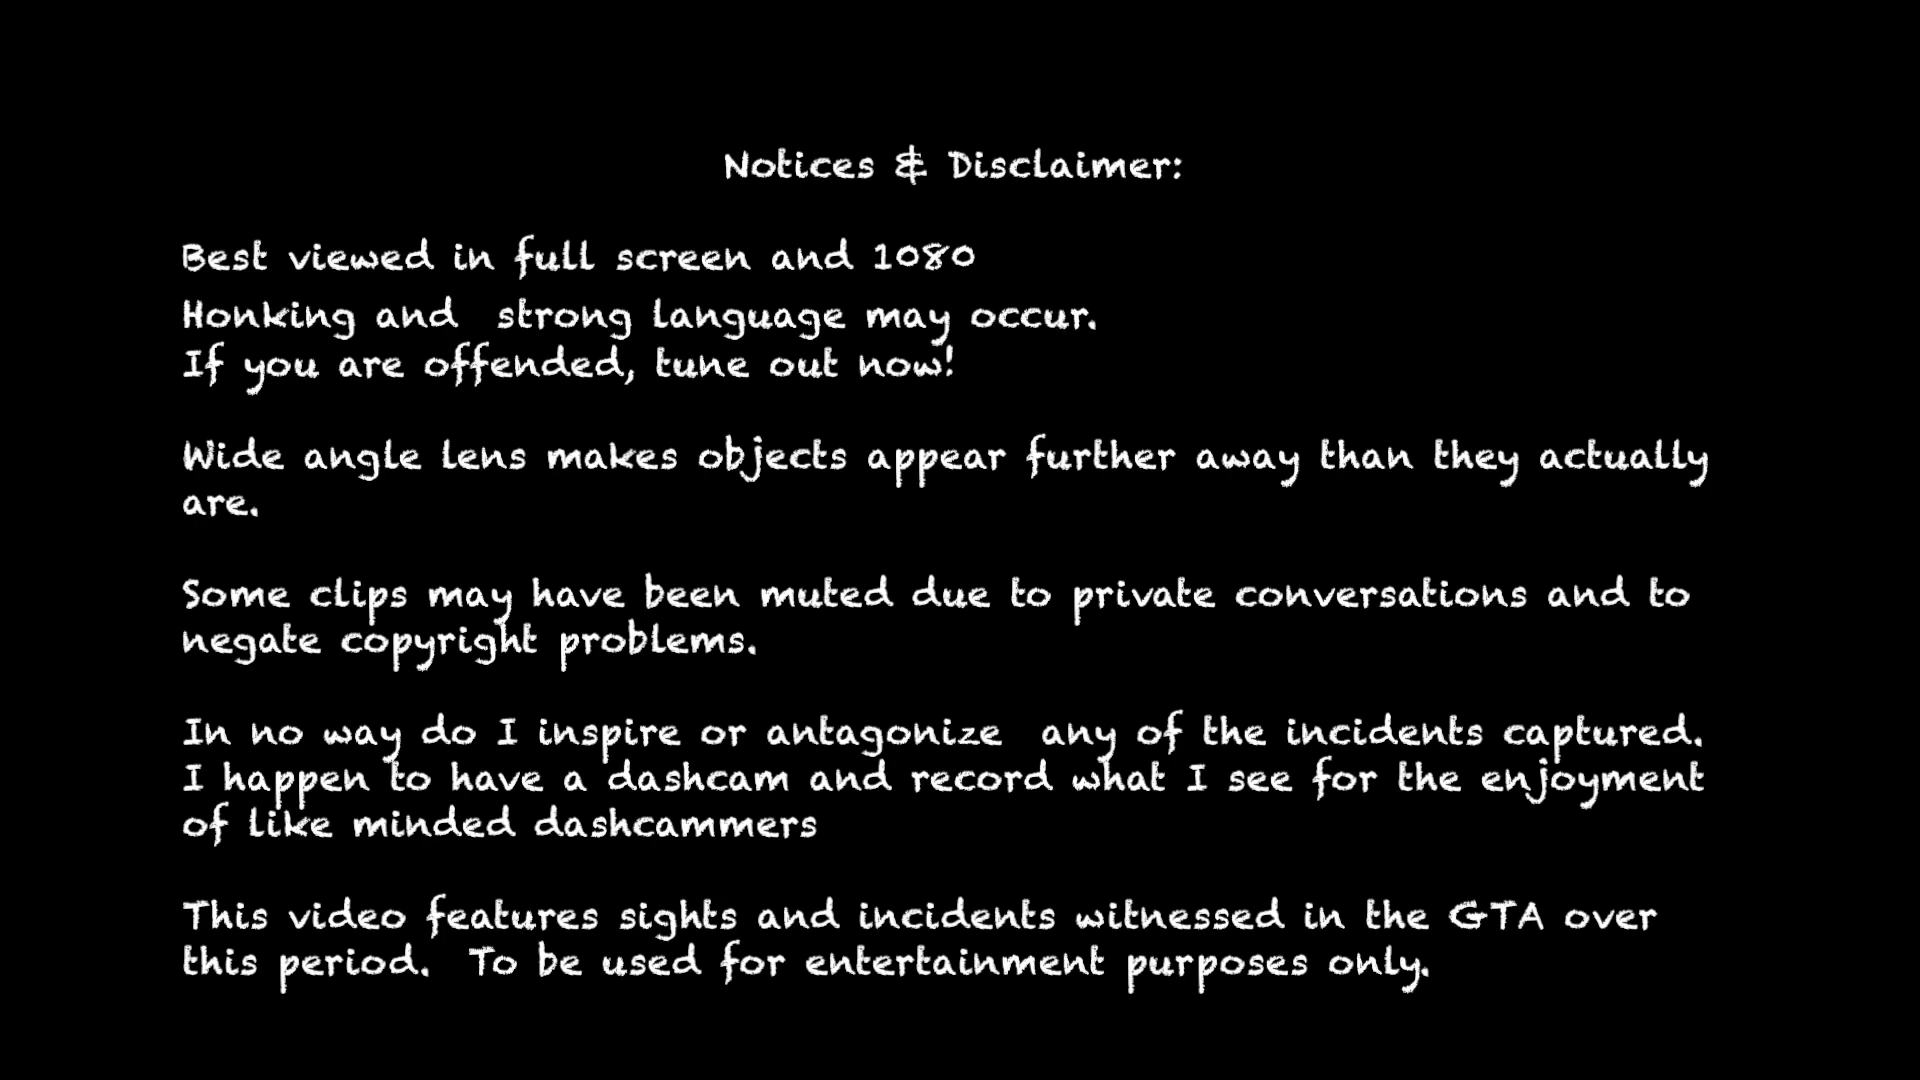 Notices & Disclaimer:
Best viewed in full screen and 1080
Honking and  strong language may occur.
If you are offended, tune out now!
Wide angle lens makes objects appear further away than they actually
are.
Some clips may have been muted due to private conversations and to
negate copyright problems.
In no way do I inspire or antagonize  any of the incidents captured.
I happen to have a dashcam and record what I see for the enjoyment
of like minded dashcammers
This video features sights and incidents witnessed in the GTA over
this period.  To be used for entertainment purposes only.